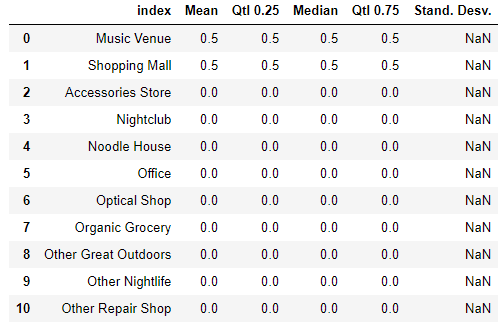 index Mean Qtl 0.25 Median Qtl 0.75 Stand. Desv.
0 Music Venue 0.5 0.5 0.5 0.5 NaN
1 Shopping Mall 0.5 0.5 0.5 0.5 NaN
2 Accessories Store 0.0 0.0 0.0 0.0 NaN
3 Nightclub 0.0 0.0 0.0 0.0 NaN
4 Noodle House 0.0 0.0 0.0 0.0 NaN
5 Office 0.0 0.0 0.0 0.0 NaN
6 Optical Shop 0.0 0.0 0.0 0.0 NaN
7 Organic Grocery 0.0 0.0 0.0 0.0 NaN
8 Other Great Outdoors 0.0 0.0 0.0 0.0 NaN
9 Other Nightlife 0.0 0.0 0.0 0.0 NaN
10 Other Repair Shop 0.0 0.0 0.0 0.0 NaN